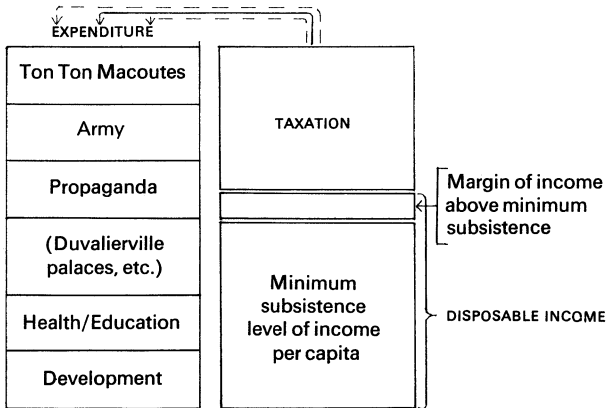 EXPENDITURE
Ton Ton Macoutes
Army
Propaganda
(Duvalierville
palaces, etc.)
Health/Education
Development
TAXATION
Margin of income
above minimum
subsistence
Minimum
subsistence
level of income
per capita
DISPOSABLE INCOME